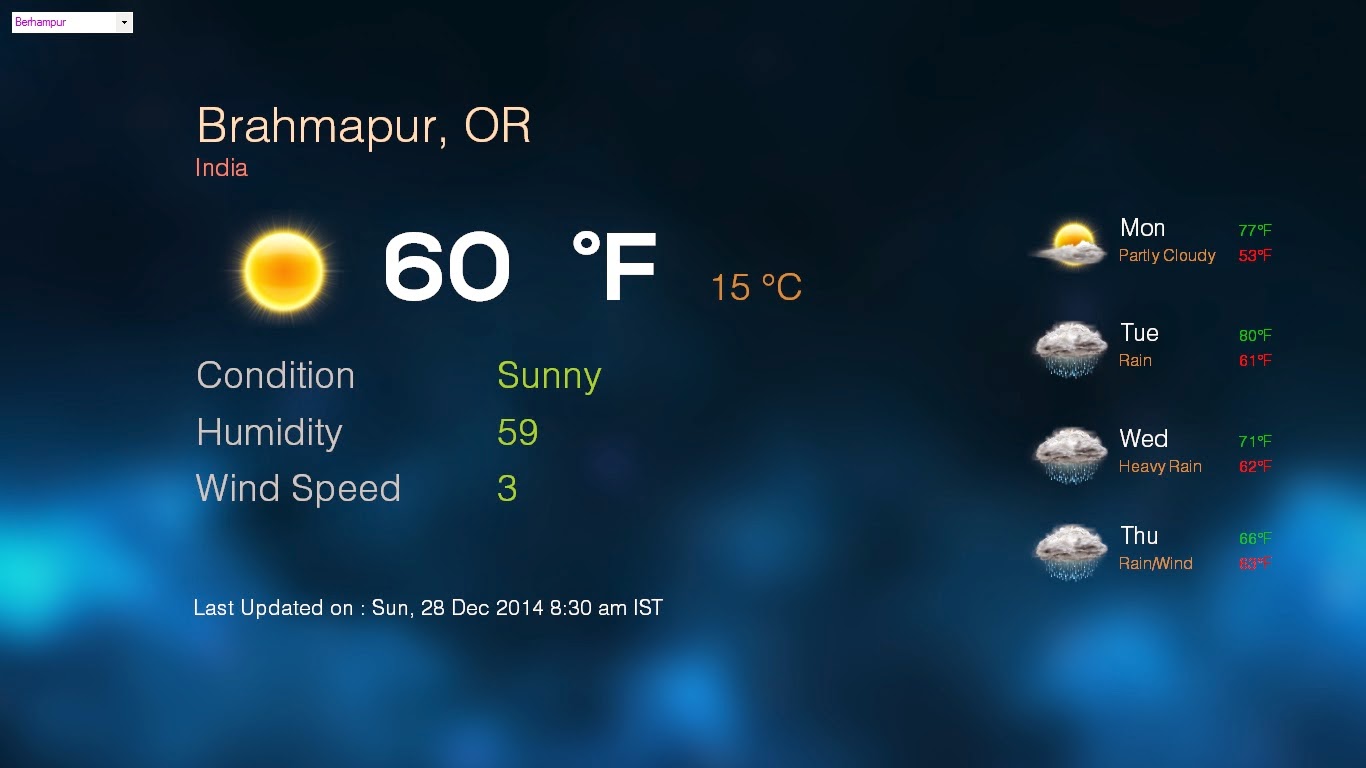 Berhampur
Brahmapur, OR
India
60 °F
15 °C
Condition Sunny
Humidity 59
Wind Speed 3
Last Updated on : Sun, 28 Dec 2014 8:30 am IST
Mon 77°F
Partly Cloudy 53°F
Tue 80°F
Rain 61°F
Wed 71°F
Heavy Rain 62°F
Thu 66°F
Rain/Wind